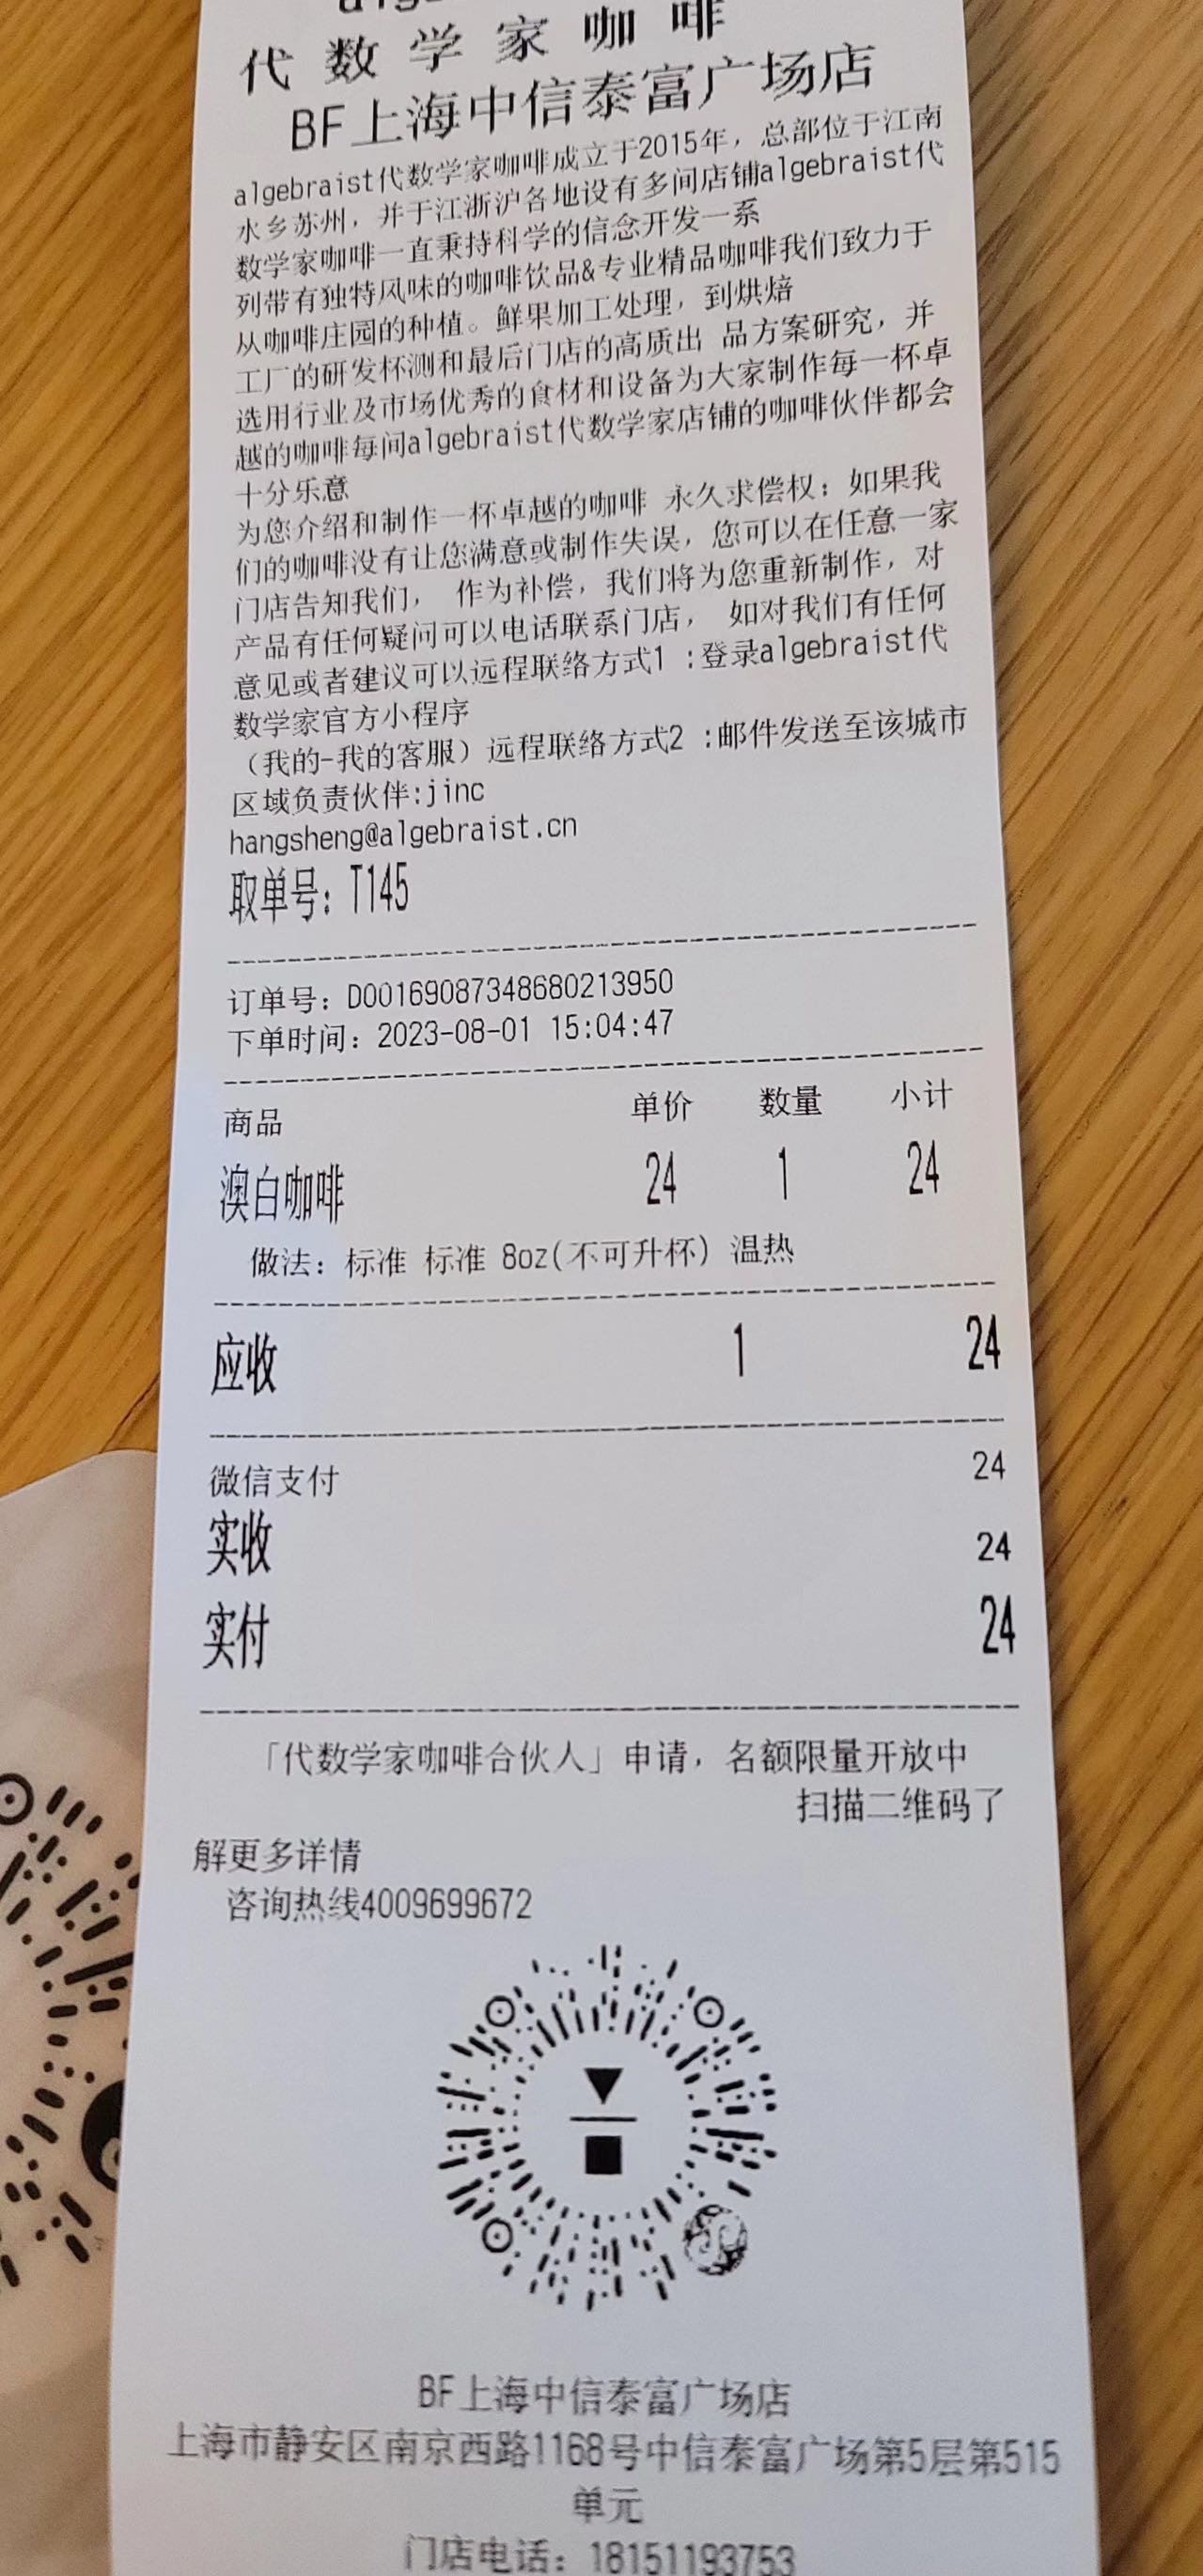 代数学家咖啡
BF上海中信泰富广场店
algebraist代数学家咖啡成立于2015年，总部位于江南
水乡苏州，并于江浙沪各地设有多间店铺algebraist代
数学家咖啡一直秉持科学的信念开发一系
列带有独特风味的咖啡饮品&专业精品咖啡我们致力于
从咖啡庄园的种植。鲜果加工处理，到烘焙
工厂的研发杯测和最后门店的高质出 品方案研究，并
选用行业及市场优秀的食材和设备为大家制作每一杯卓
越的咖啡每间algebraist代数学家店铺的咖啡伙伴都会
十分乐意
为您介绍和制作一杯卓越的咖啡 永久求偿权：如果我
们的咖啡没有让您满意或制作失误，您可以在任意一家
门店告知我们， 作为补偿，我们将为您重新制作，对
产品有任何疑问可以电话联系门店， 如对我们有任何
意见或者建议可以远程联络方式1 :登录algebraist代
数学家官方小程序
（我的-我的客服）远程联络方式2 :邮件发送至该城市
区域负责伙伴:jinc
hangsheng@algebraist.cn
取单号：T145
订单号：D00169087348680213950
下单时间：2023-08-01 15:04:47
商品 单价 数量 小计
澳白咖啡 24 1 24
做法：标准 标准 8oz(不可升杯) 温热
应收 1 24
微信支付 24
实收 24
实付 24
「代数学家咖啡合伙人」申请，名额限量开放中
扫描二维码了
解更多详情
咨询热线4009699672
BF上海中信泰富广场店
上海市静安区南京西路1168号中信泰富广场第5层第515
单元
门店电话：18151193753